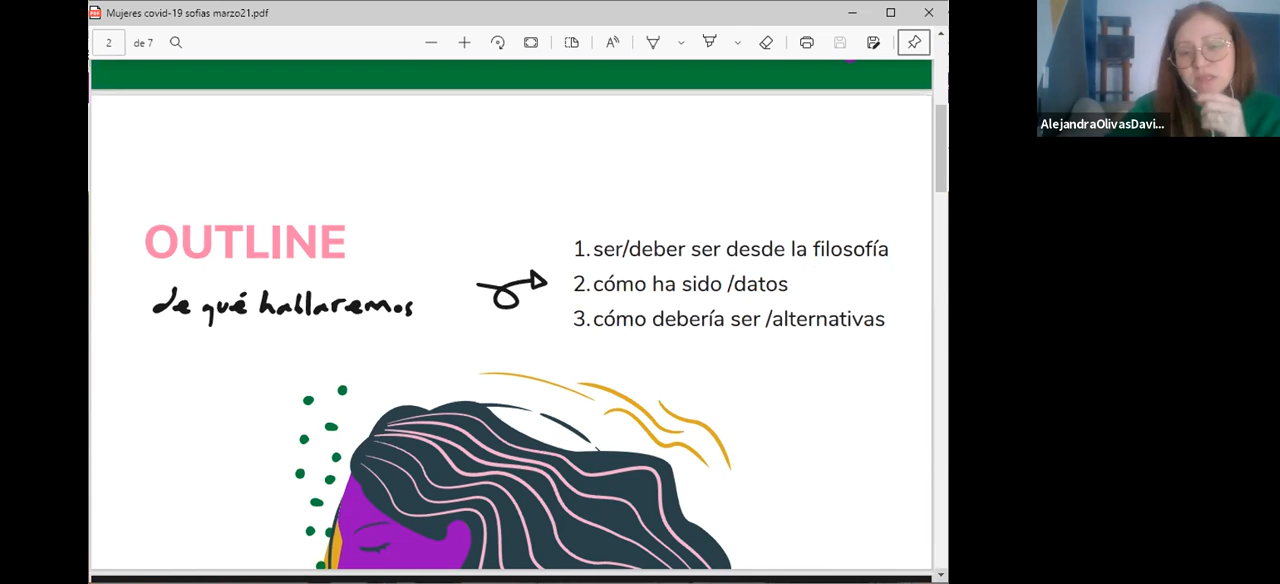 Mujeres covid-19 sofias marzo21.pdf
2 de 7
AlejandraOlivasDavi...
OUTLINE
de qué hablaremos
1. ser/deber ser desde la filosofía
2. cómo ha sido /datos
3. cómo debería ser /alternativas